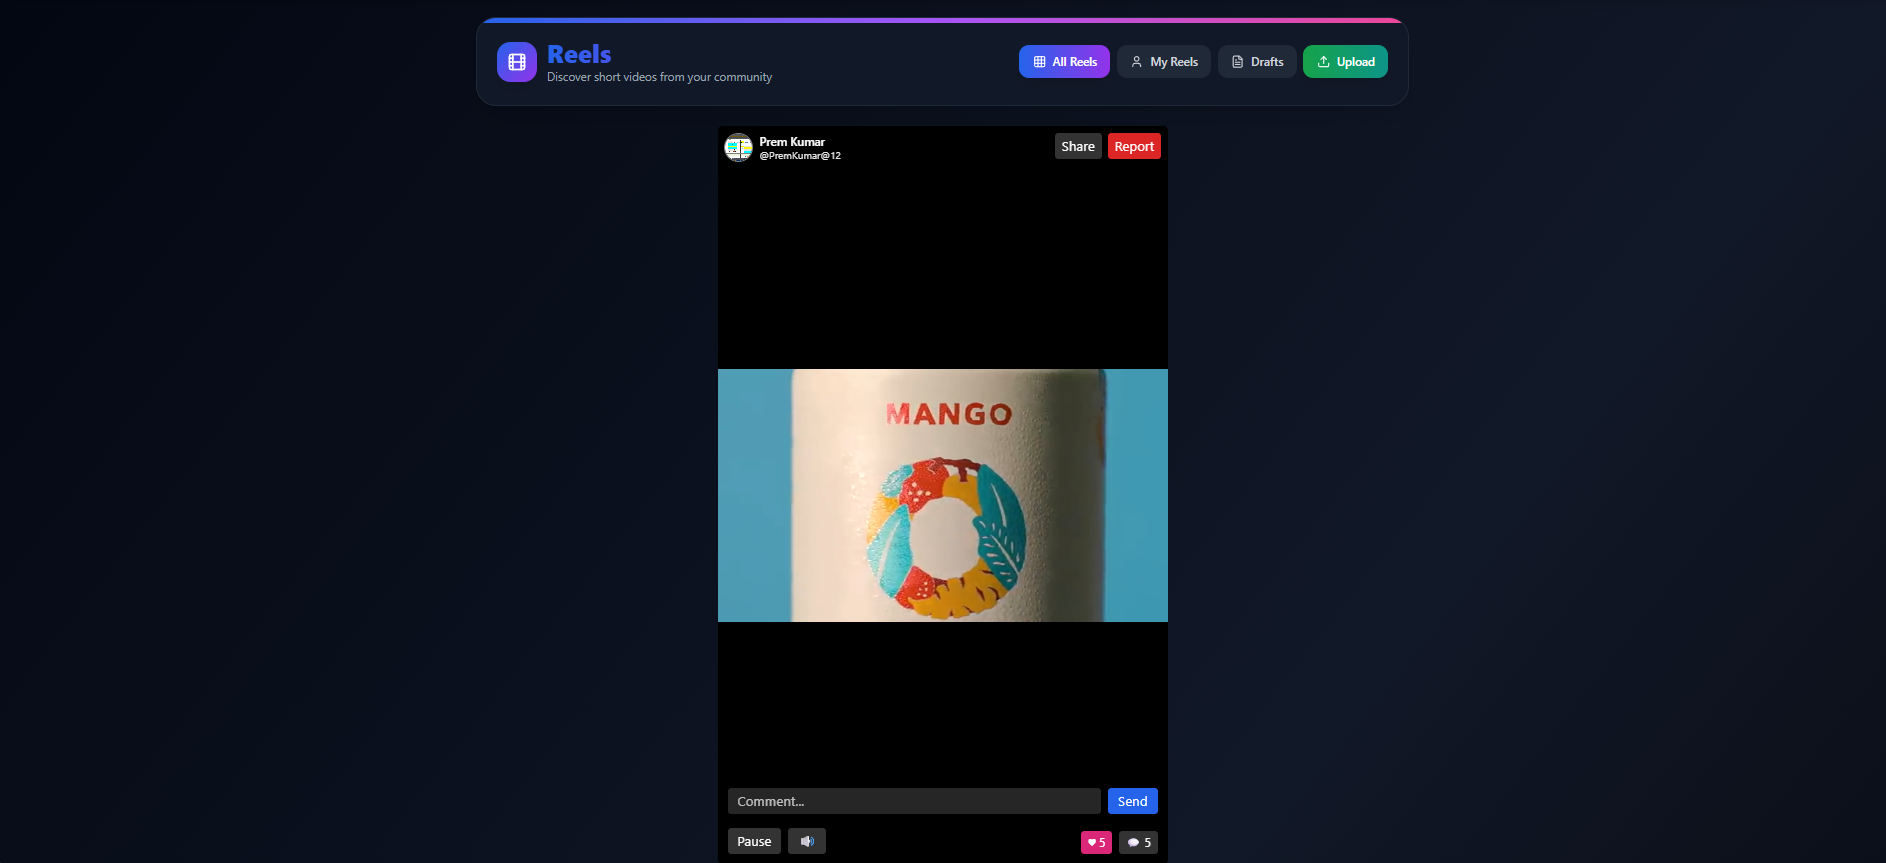 Reels
Discover short videos from your community
All Reels
My Reels
Drafts
Upload
Prem Kumar
@PremKumar@12
Share
Report
MANGO
Comment...
Send
Pause
5
5